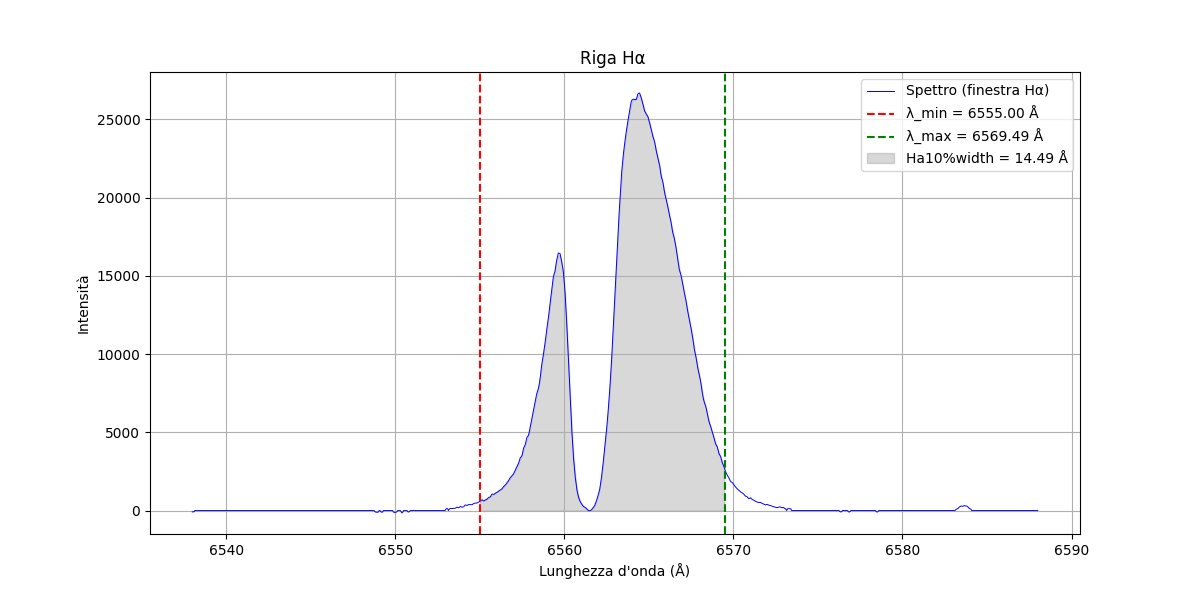 Riga Hα
Spettro (finestra Hα)
λ_min = 6555.00 Å
λ_max = 6569.49 Å
Ha10%width = 14.49 Å
25000
20000
15000
10000
5000
0
Intensità
6540 6550 6560 6570 6580 6590
Lunghezza d'onda (Å)